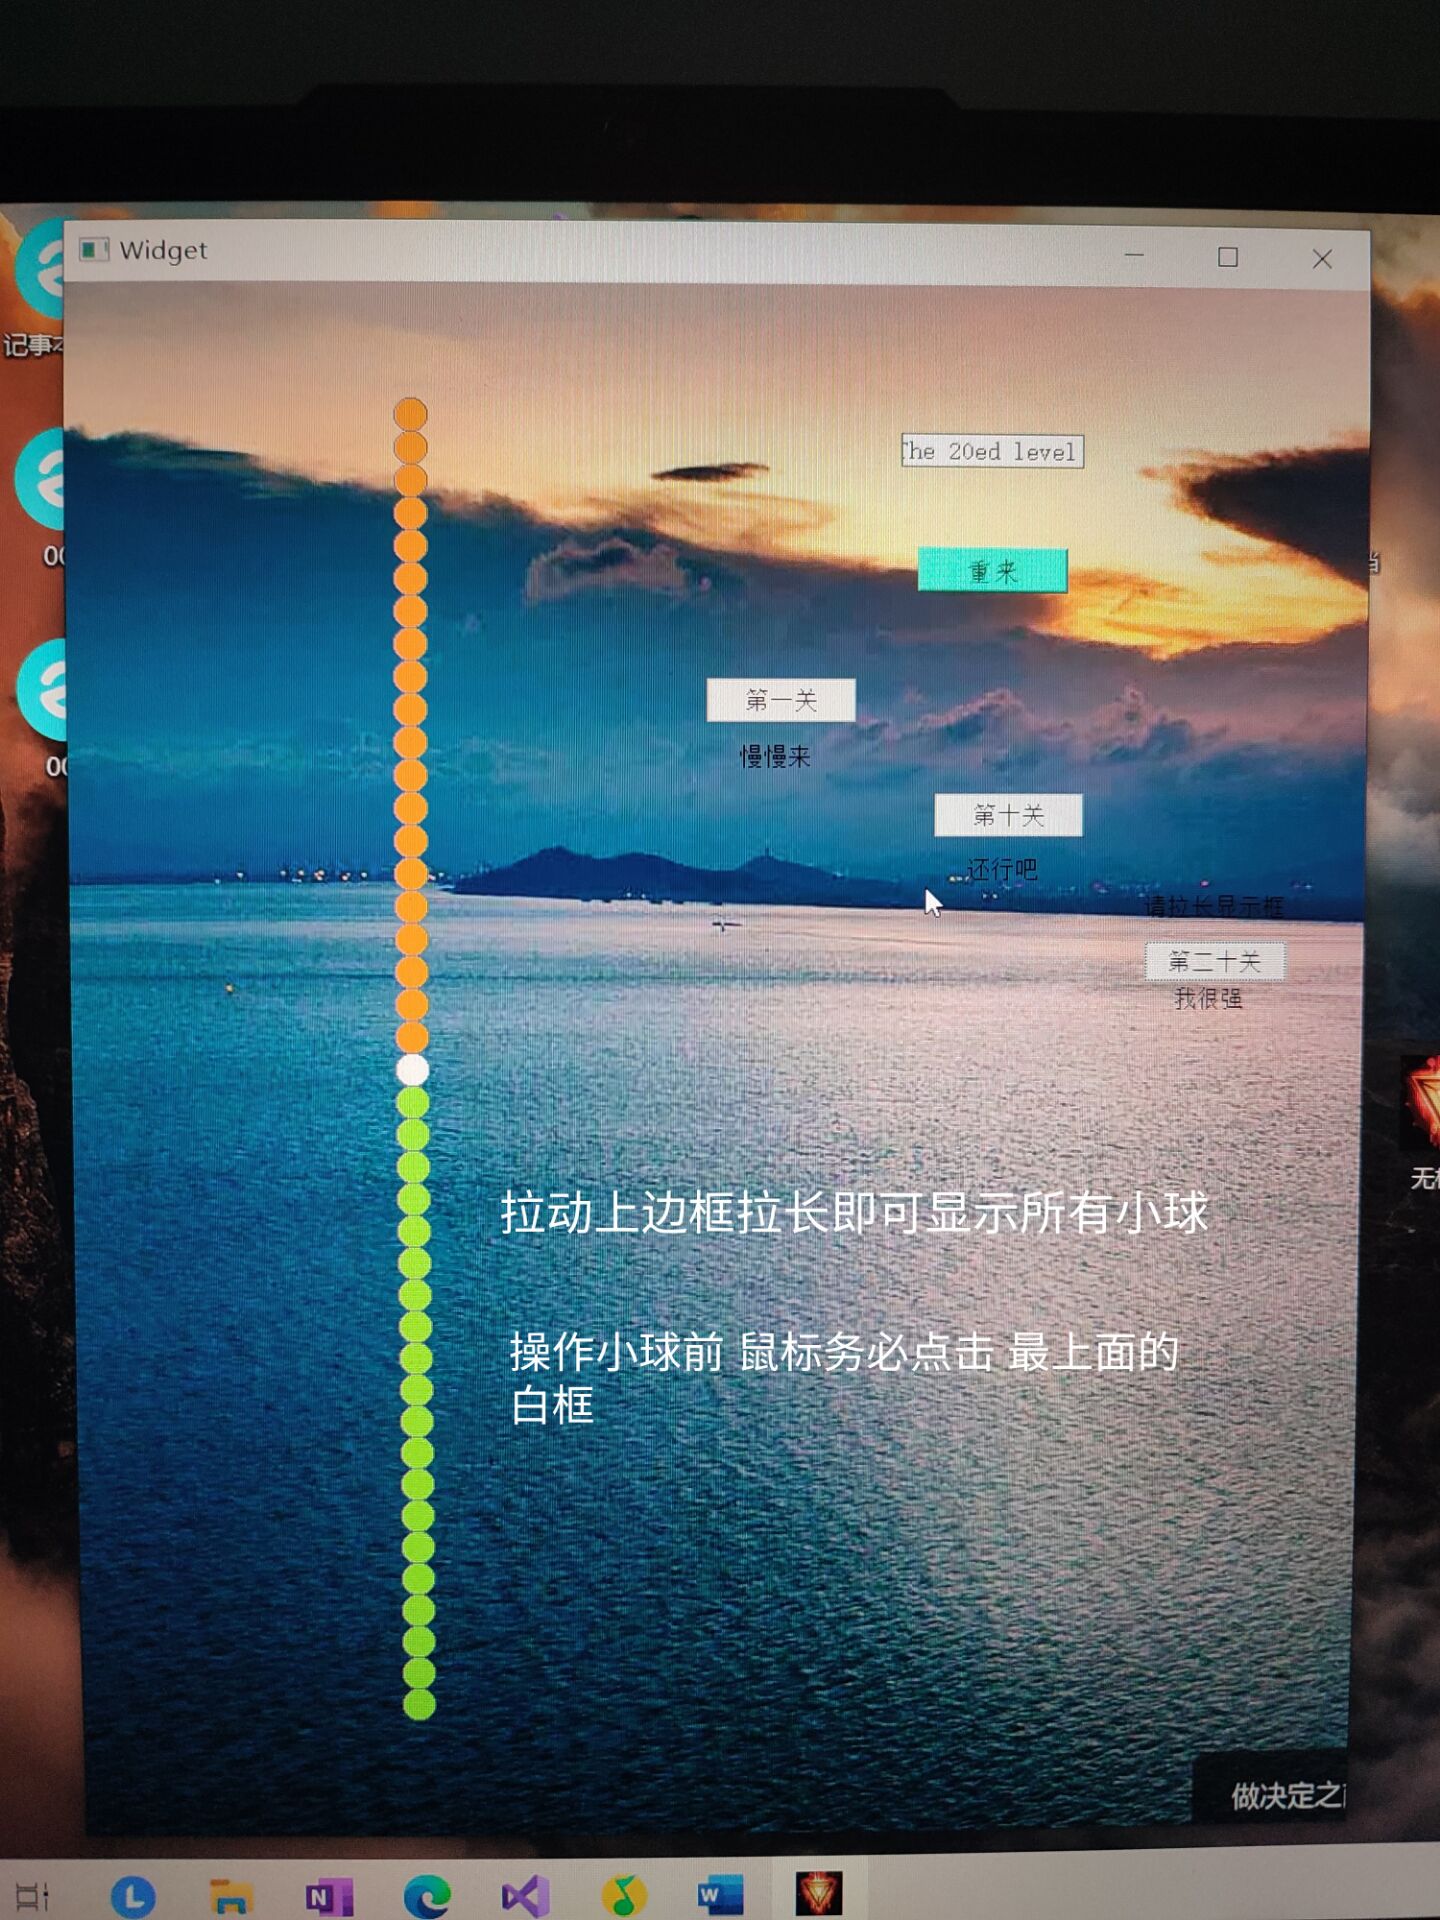 Widget
记事
The 20ed level
重来
第一关
慢慢来
第十关
还行吧
请拉长显示框
第二十关
我很强
拉动上边框拉长即可显示所有小球
操作小球前 鼠标务必点击 最上面的
白框
做决定之
L
N
W